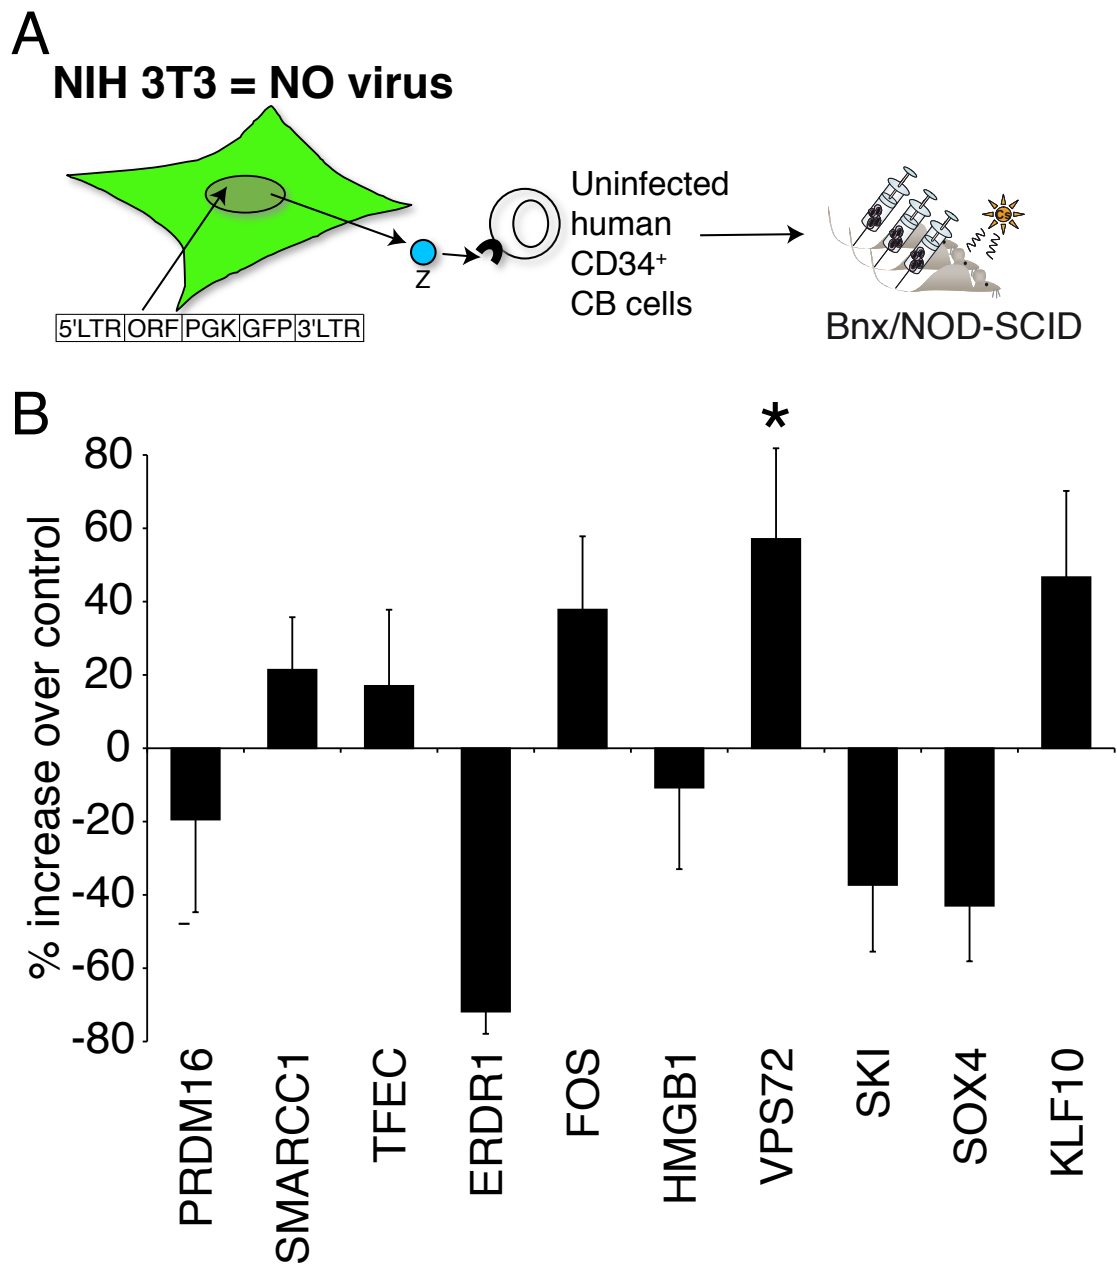 A
NIH 3T3 = NO virus
Uninfected
human
CD34⁺
CB cells
Z
Cs
5'LTR ORF PGK GFP 3'LTR
Bnx/NOD-SCID
B
*
% increase over control
80
60
40
20
0
-20
-40
-60
-80
PRDM16
SMARCC1
TFEC
ERDR1
FOS
HMGB1
VPS72
SKI
SOX4
KLF10